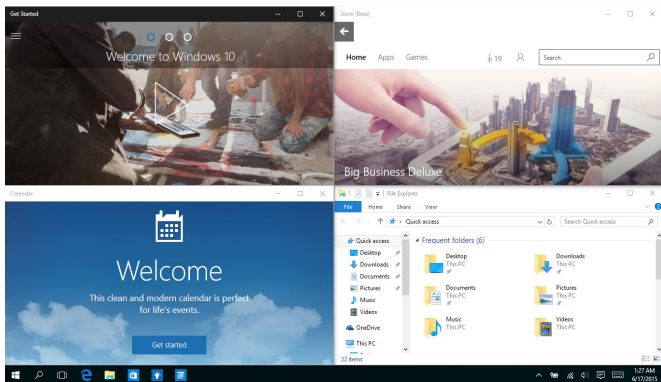 Get Started
Welcome to Windows 10
Store (Beta)
Home Apps Games 19 Search
Big Business Deluxe
Calendar
Welcome
This clean and modern calendar is perfect
for life's events.
Get started
File Explorer
File Home Share View
Quick access Search Quick access
Quick access
Desktop
Downloads
Documents
Pictures
Music
Videos
OneDrive
This PC
Frequent folders (6)
Desktop
This PC
Downloads
This PC
Documents
This PC
Pictures
This PC
Music
This PC
Videos
This PC
22 items
1:27 AM
6/17/2015